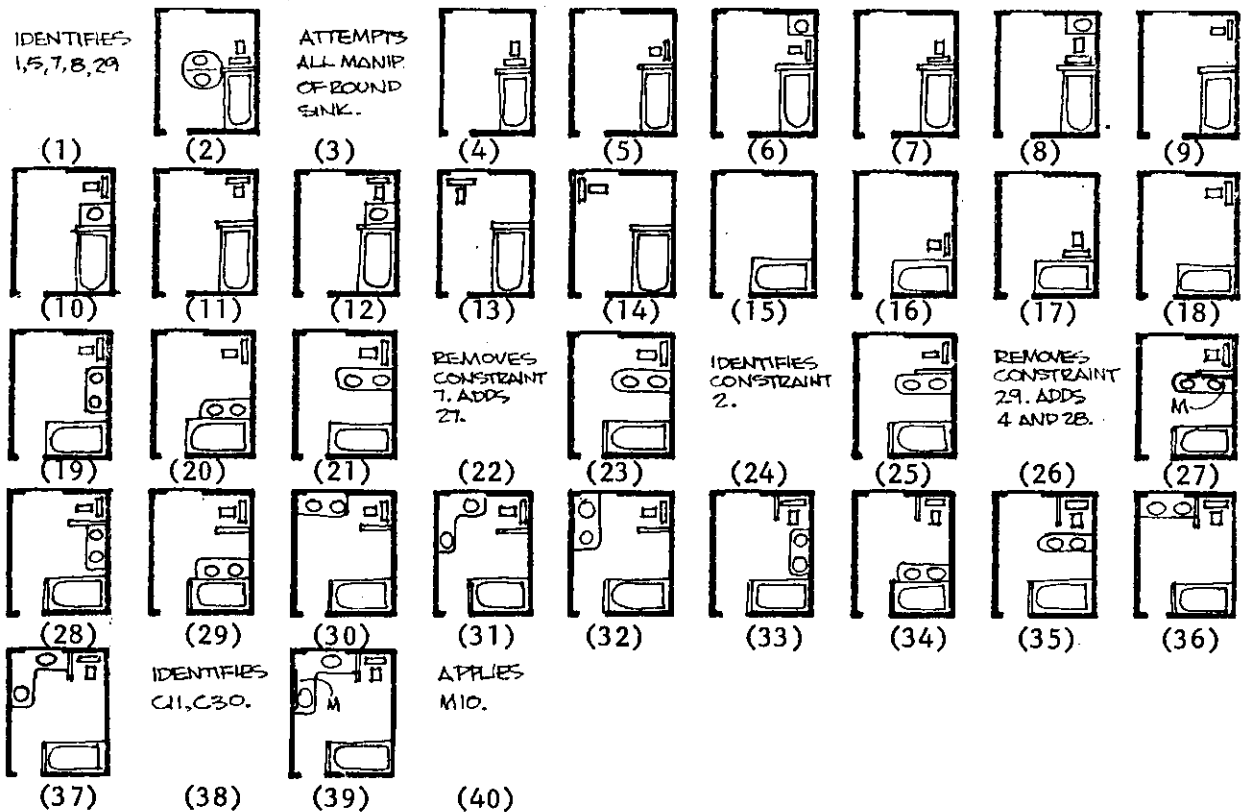 IDENTIFIES
1,5,7,8,29
ATTEMPTS
ALL MANIP.
OF ROUND
SINK.
(1) (2) (3) (4) (5) (6) (7) (8) (9)
(10) (11) (12) (13) (14) (15) (16) (17) (18)
REMOVES
CONSTRAINT
7. ADDS
27.
IDENTIFIES
CONSTRAINT
2.
REMOVES
CONSTRAINT
29. ADDS
4 AND 28.
M
(19) (20) (21) (22) (23) (24) (25) (26) (27)
(28) (29) (30) (31) (32) (33) (34) (35) (36)
IDENTIFIES
C11, C30.
M
APPLIES
M10.
(37) (38) (39) (40)